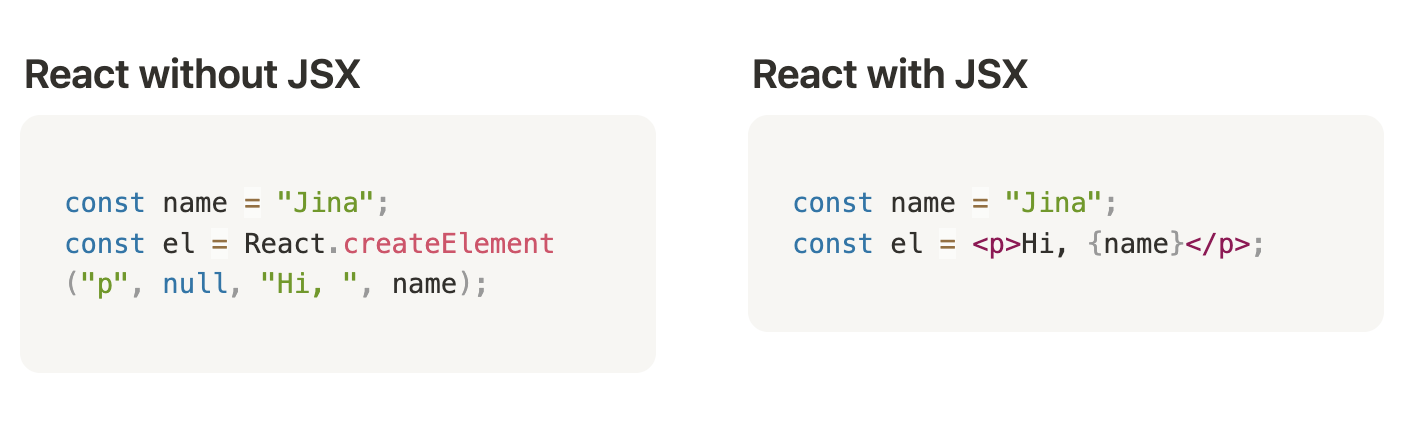 React without JSX
const name = "Jina";
const el = React.createElement
("p", null, "Hi, ", name);
React with JSX
const name = "Jina";
const el = <p>Hi, {name}</p>;